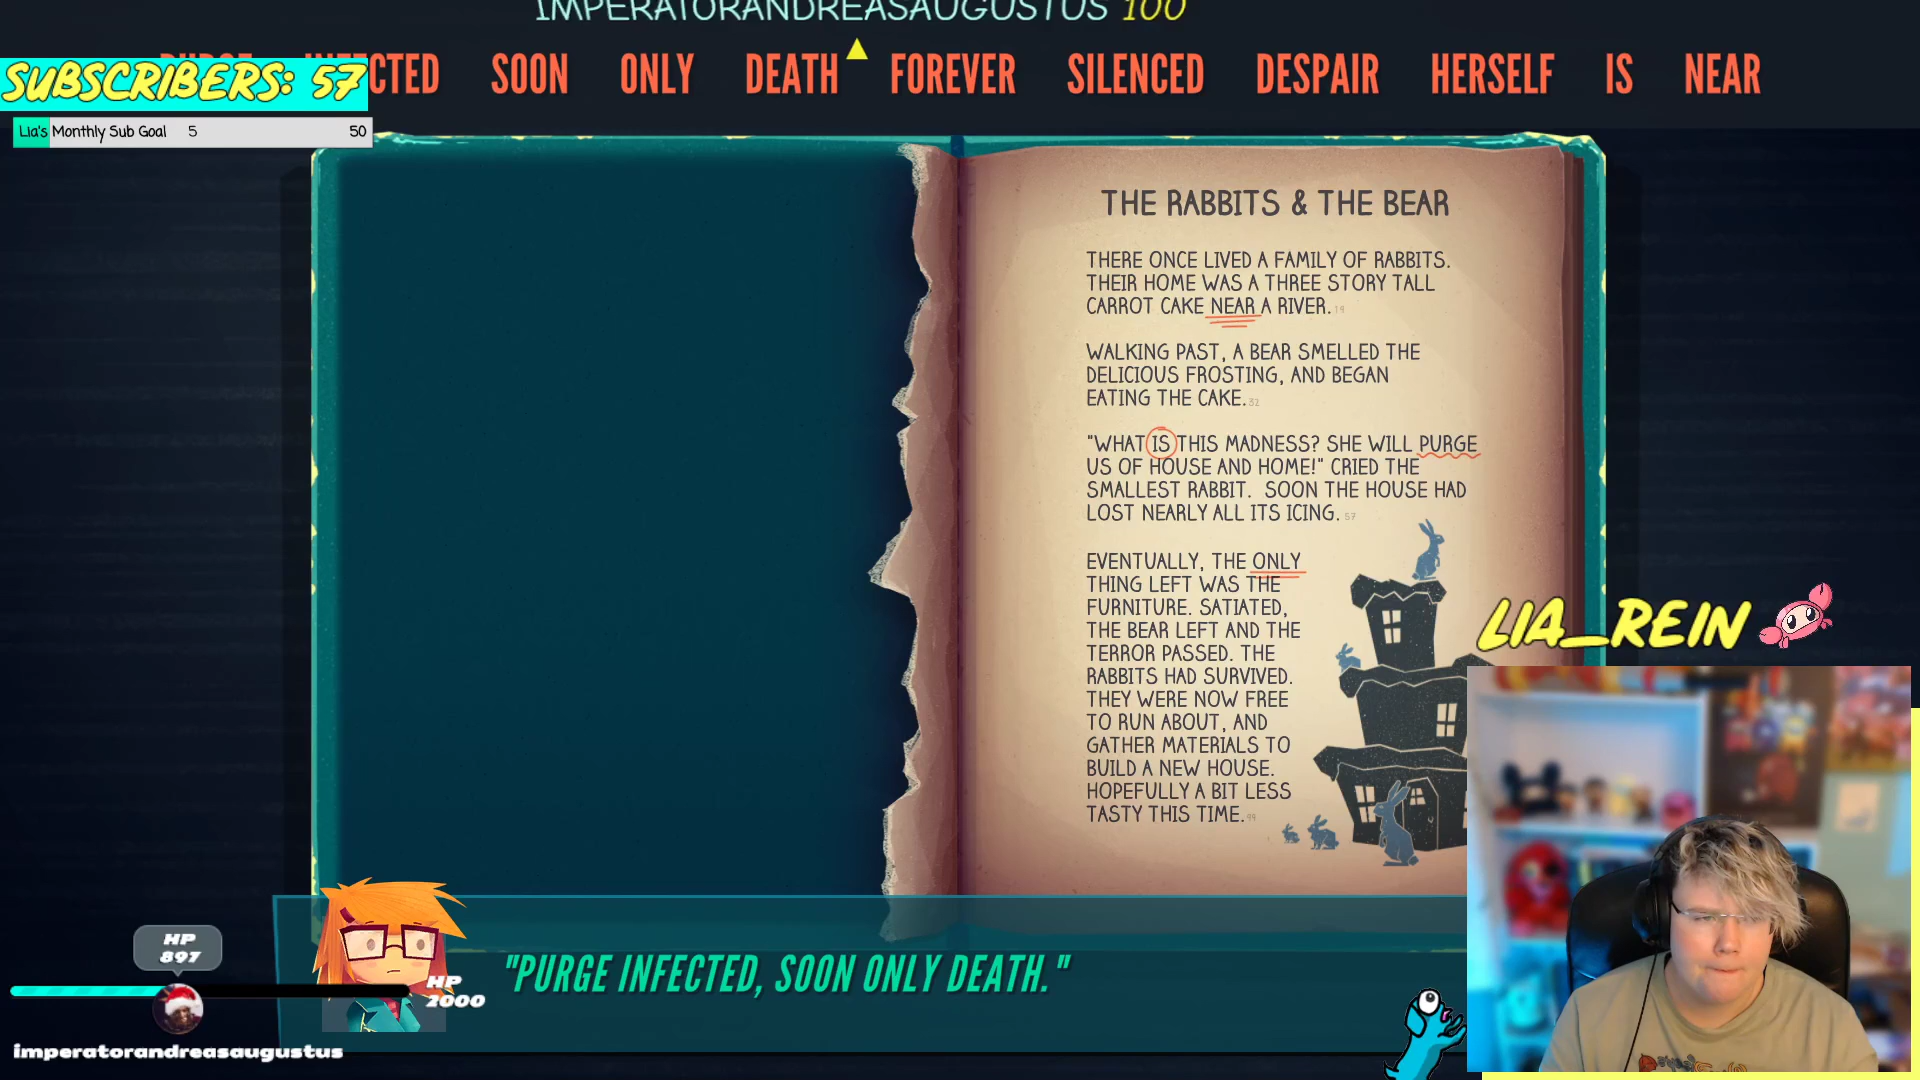 IMPERATORANDREASAUGUSTUS 100
INFECTED SOON ONLY DEATH FOREVER SILENCED DESPAIR HERSELF IS NEAR
SUBSCRIBERS: 57
Lia's Monthly Sub Goal 5 50
THE RABBITS & THE BEAR
THERE ONCE LIVED A FAMILY OF RABBITS.
THEIR HOME WAS A THREE STORY TALL
CARROT CAKE NEAR A RIVER. 19
WALKING PAST, A BEAR SMELLED THE
DELICIOUS FROSTING, AND BEGAN
EATING THE CAKE. 32
"WHAT IS THIS MADNESS? SHE WILL PURGE
US OF HOUSE AND HOME!" CRIED THE
SMALLEST RABBIT. SOON THE HOUSE HAD
LOST NEARLY ALL ITS ICING. 57
EVENTUALLY, THE ONLY
THING LEFT WAS THE
FURNITURE. SATIATED,
THE BEAR LEFT AND THE
TERROR PASSED. THE
RABBITS HAD SURVIVED.
THEY WERE NOW FREE
TO RUN ABOUT, AND
GATHER MATERIALS TO
BUILD A NEW HOUSE.
HOPEFULLY A BIT LESS
TASTY THIS TIME. 99
LIA_REIN
HP
897
HP
2000
"PURGE INFECTED, SOON ONLY DEATH."
imperatorandreasaugustus